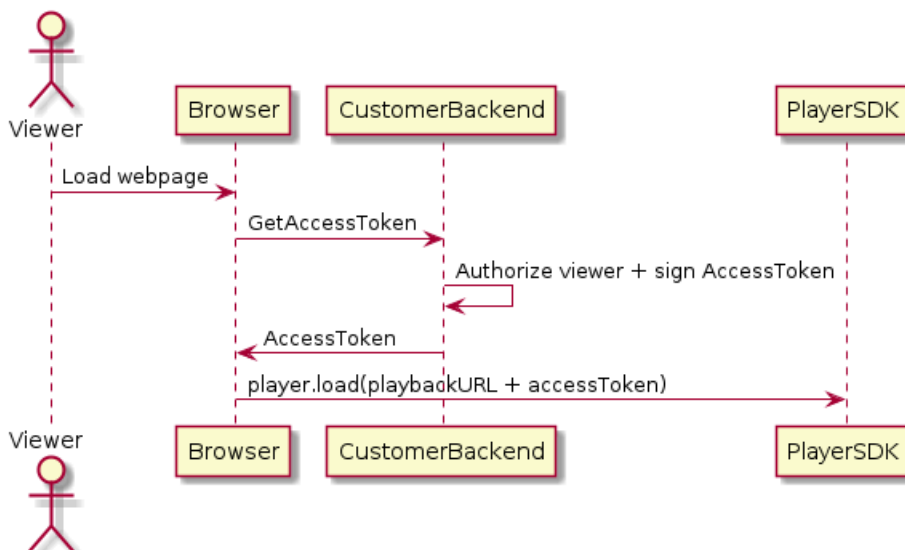 Viewer
Browser
CustomerBackend
PlayerSDK
Load webpage
GetAccessToken
Authorize viewer + sign AccessToken
AccessToken
player.load(playbackURL + accessToken)
Viewer
Browser
CustomerBackend
PlayerSDK